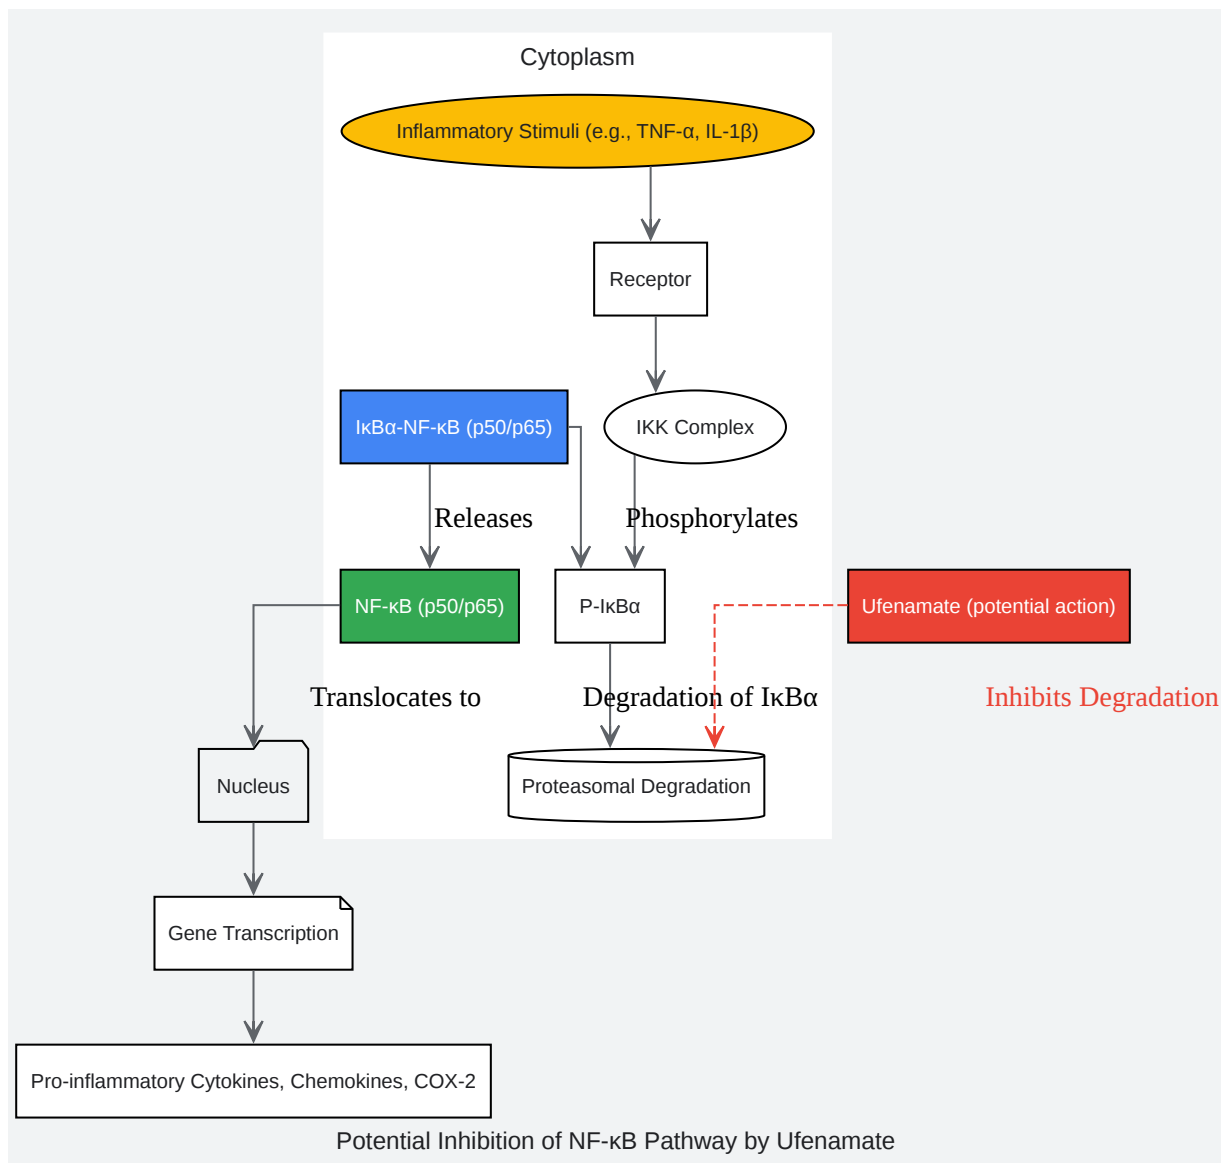 Cytoplasm
Inflammatory Stimuli (e.g., TNF-α, IL-1β)
Receptor
IκBα-NF-κB (p50/p65)
IKK Complex
Releases
Phosphorylates
NF-κB (p50/p65)
P-IκBα
Ufenamate (potential action)
Translocates to
Degradation of IκBα
Inhibits Degradation
Nucleus
Proteasomal Degradation
Gene Transcription
Pro-inflammatory Cytokines, Chemokines, COX-2
Potential Inhibition of NF-κB Pathway by Ufenamate